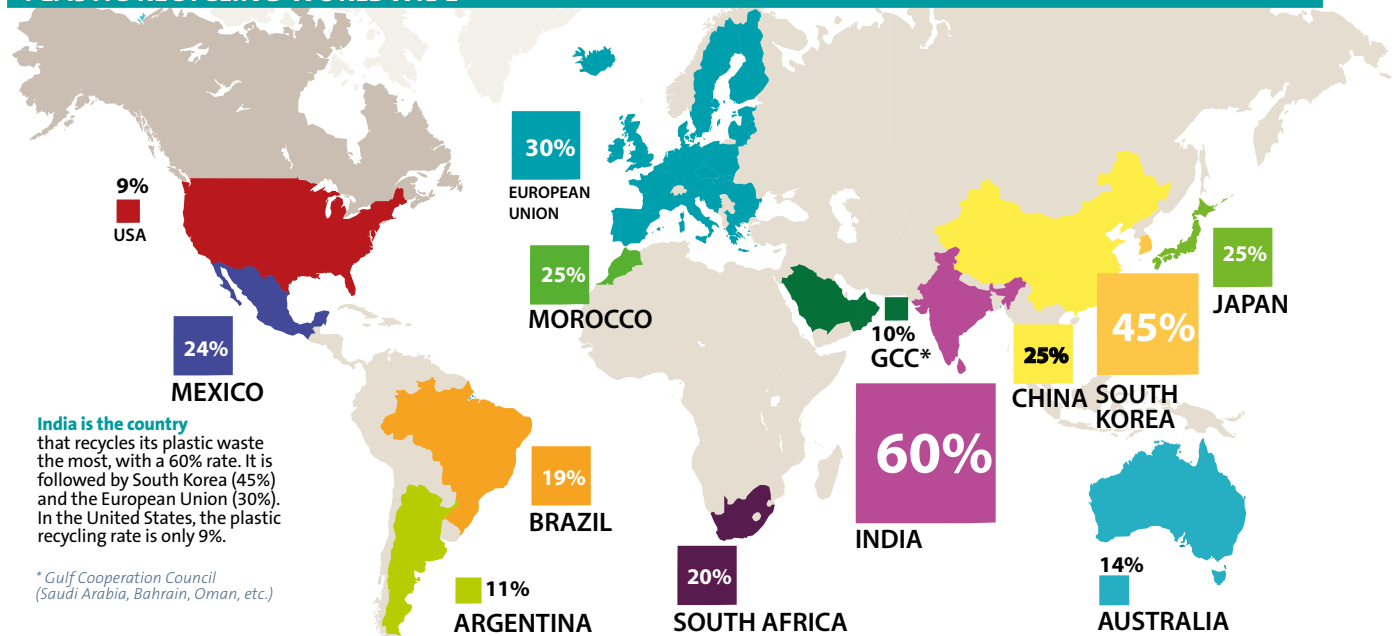 PLASTIC RECYCLING WORLDWIDE
9%
USA
30%
EUROPEAN
UNION
25%
MOROCCO
24%
MEXICO
10%
GCC*
25%
JAPAN
45%
SOUTH
KOREA
25%
CHINA
60%
INDIA
19%
BRAZIL
11%
ARGENTINA
20%
SOUTH AFRICA
14%
AUSTRALIA
India is the country
that recycles its plastic waste
the most, with a 60% rate. It is
followed by South Korea (45%)
and the European Union (30%).
In the United States, the plastic
recycling rate is only 9%.
* Gulf Cooperation Council
(Saudi Arabia, Bahrain, Oman, etc.)